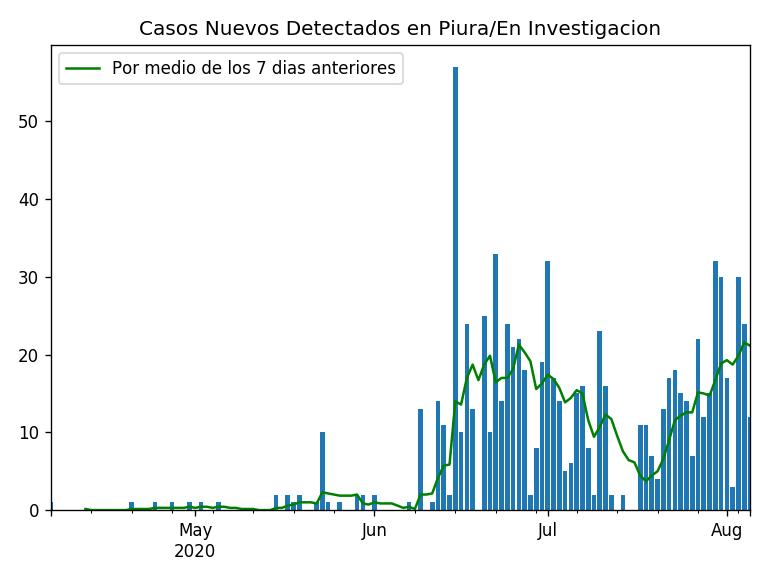 Casos Nuevos Detectados en Piura/En Investigacion
Por medio de los 7 dias anteriores
50
40
30
20
10
0
May
2020
Jun
Jul
Aug